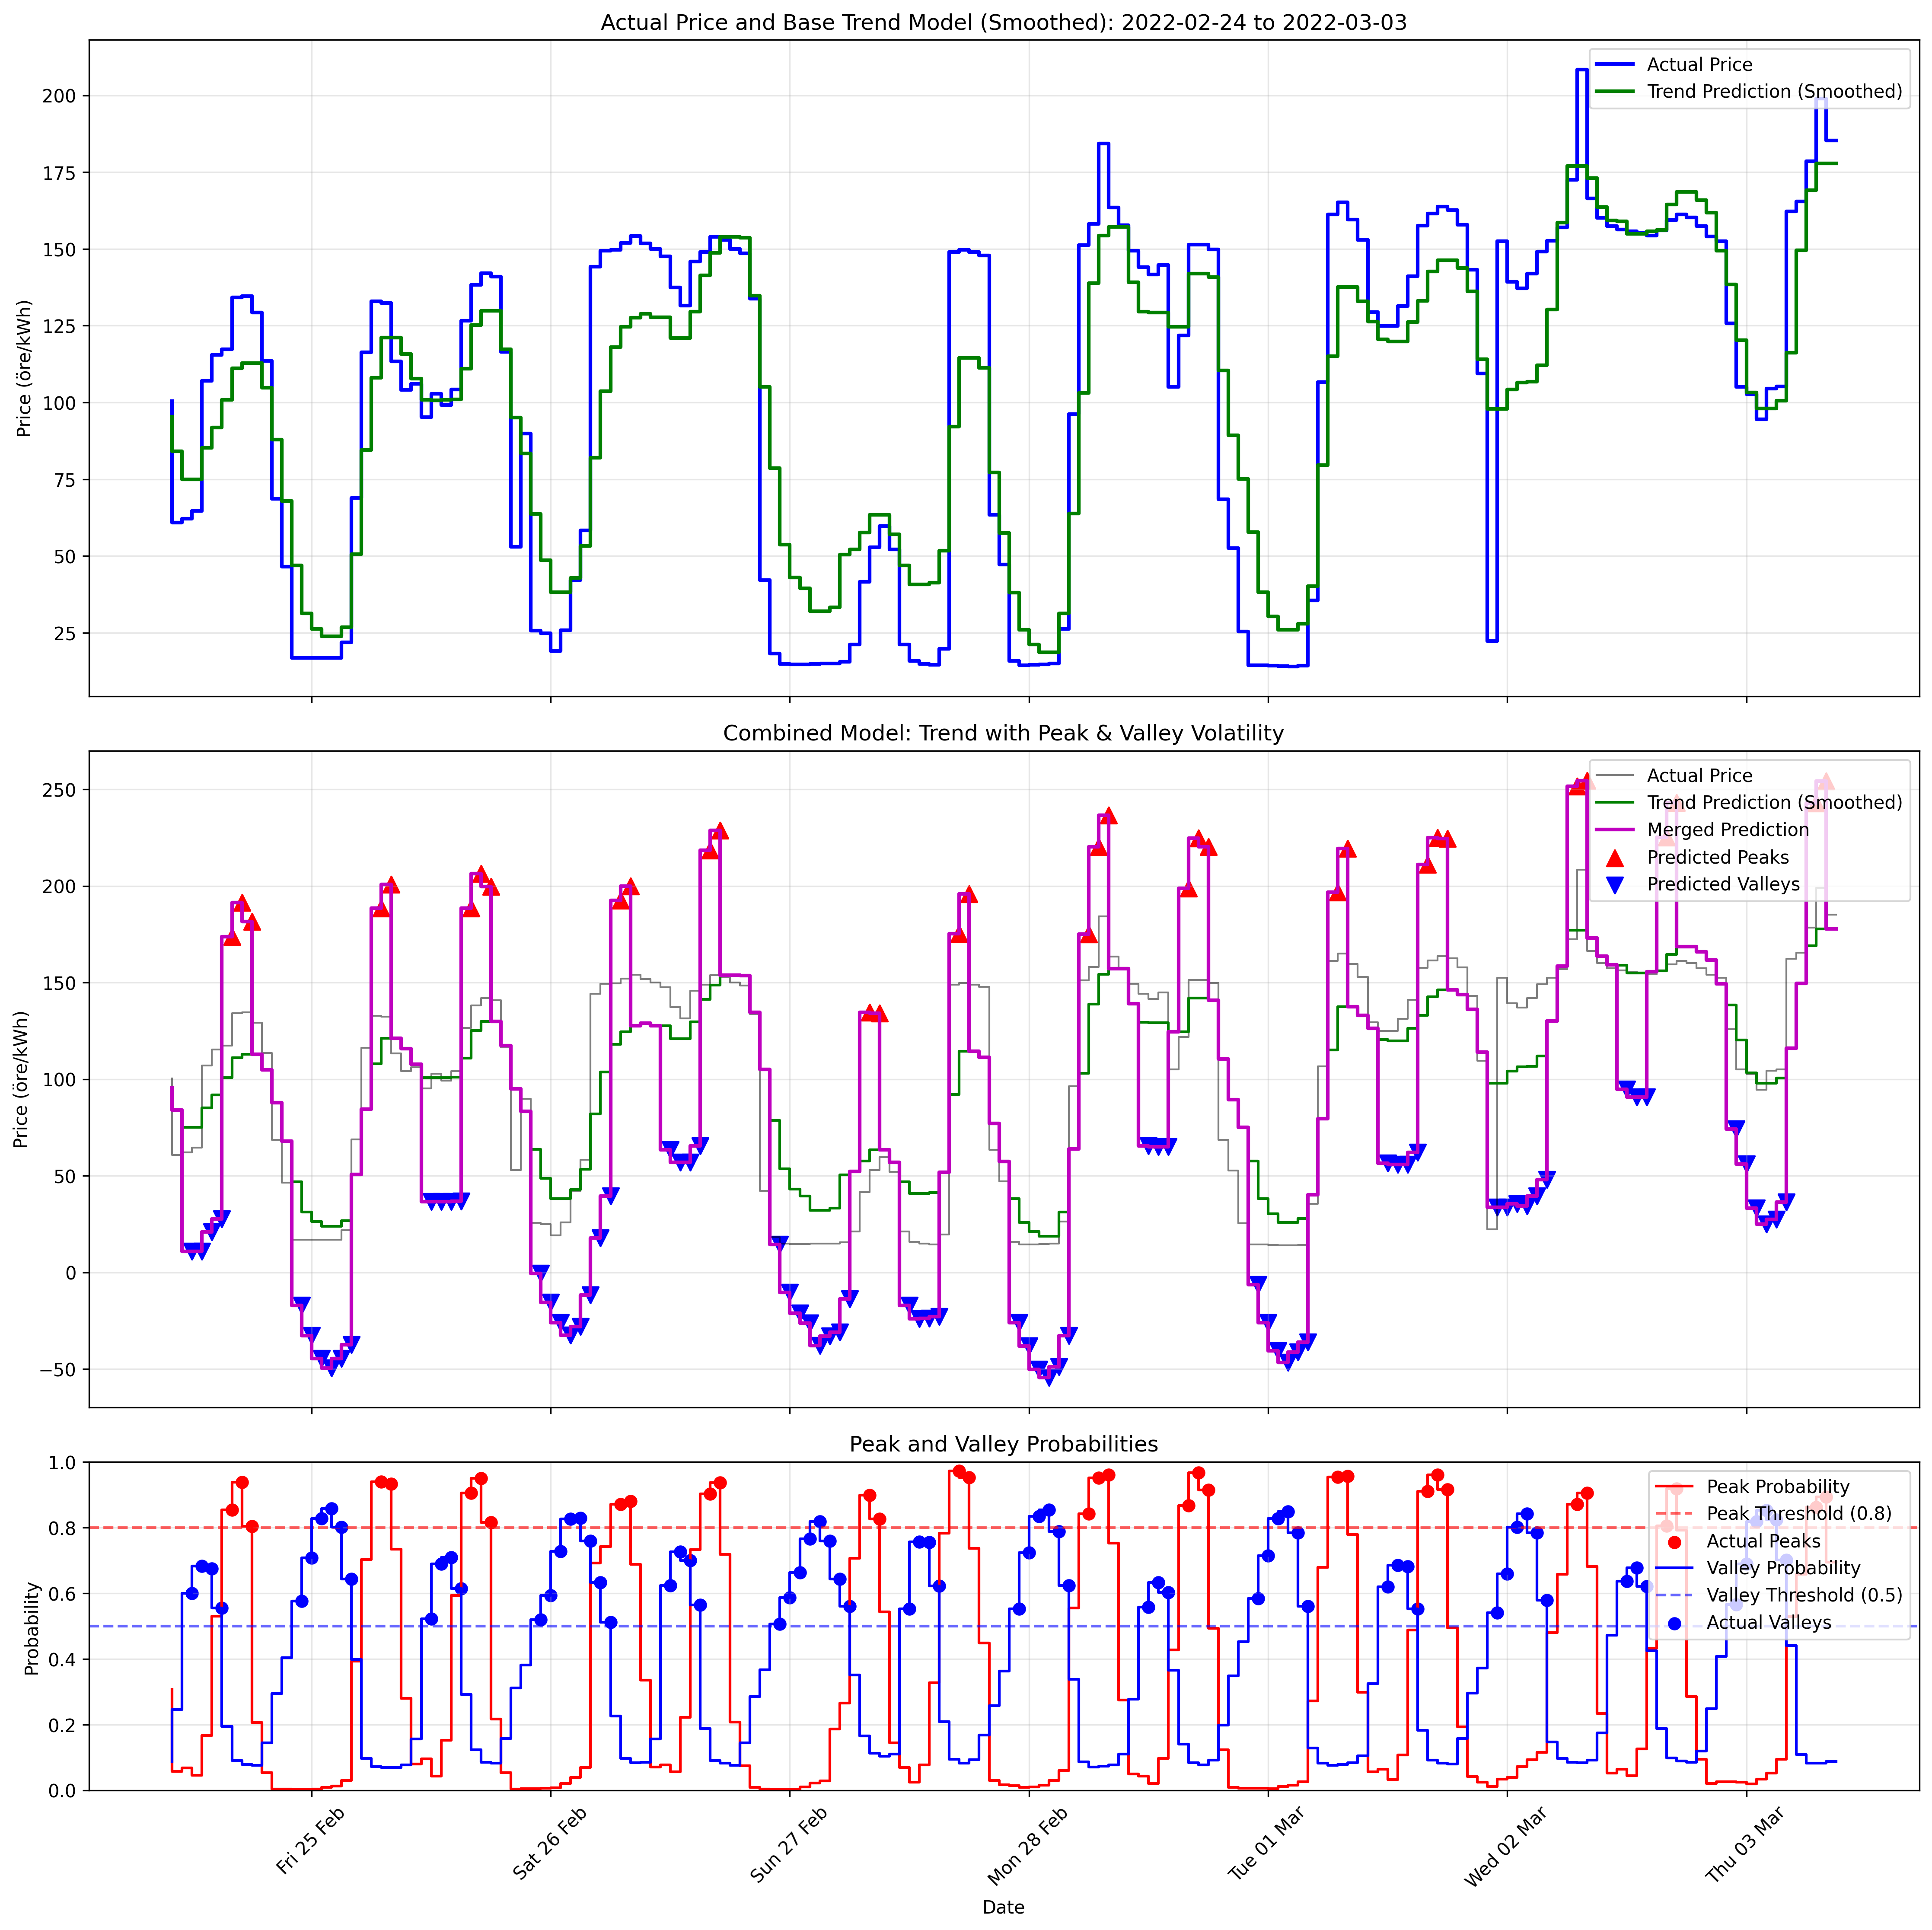 Actual Price and Base Trend Model (Smoothed): 2022-02-24 to 2022-03-03
Actual Price
Trend Prediction (Smoothed)
Price (öre/kWh)
200
175
150
125
100
75
50
25
Combined Model: Trend with Peak & Valley Volatility
Actual Price
Trend Prediction (Smoothed)
Merged Prediction
Predicted Peaks
Predicted Valleys
Price (öre/kWh)
250
200
150
100
50
0
−50
Peak and Valley Probabilities
Peak Probability
Peak Threshold (0.8)
Actual Peaks
Valley Probability
Valley Threshold (0.5)
Actual Valleys
Probability
1.0
0.8
0.6
0.4
0.2
0.0
Fri 25 Feb
Sat 26 Feb
Sun 27 Feb
Mon 28 Feb
Tue 01 Mar
Wed 02 Mar
Thu 03 Mar
Date